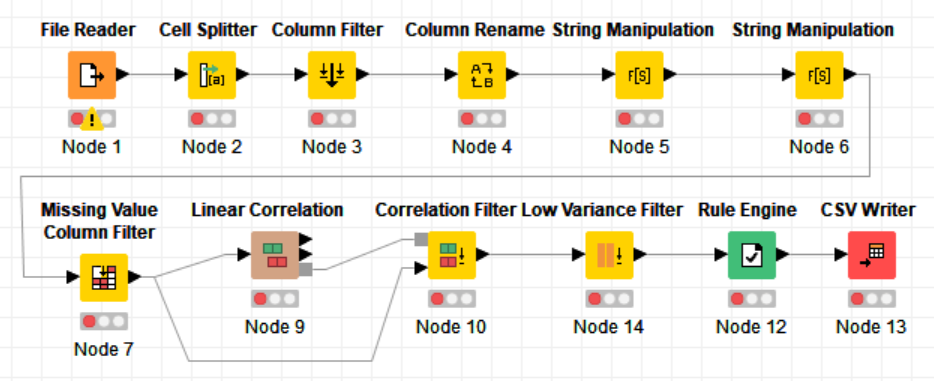 File Reader
Cell Splitter
Column Filter
Column Rename
String Manipulation
String Manipulation
[a]
A
B
F[S]
F[S]
!
Node 1
Node 2
Node 3
Node 4
Node 5
Node 6
Missing Value
Column Filter
Linear Correlation
Correlation Filter
Low Variance Filter
Rule Engine
CSV Writer
!
!
Node 7
Node 9
Node 10
Node 14
Node 12
Node 13